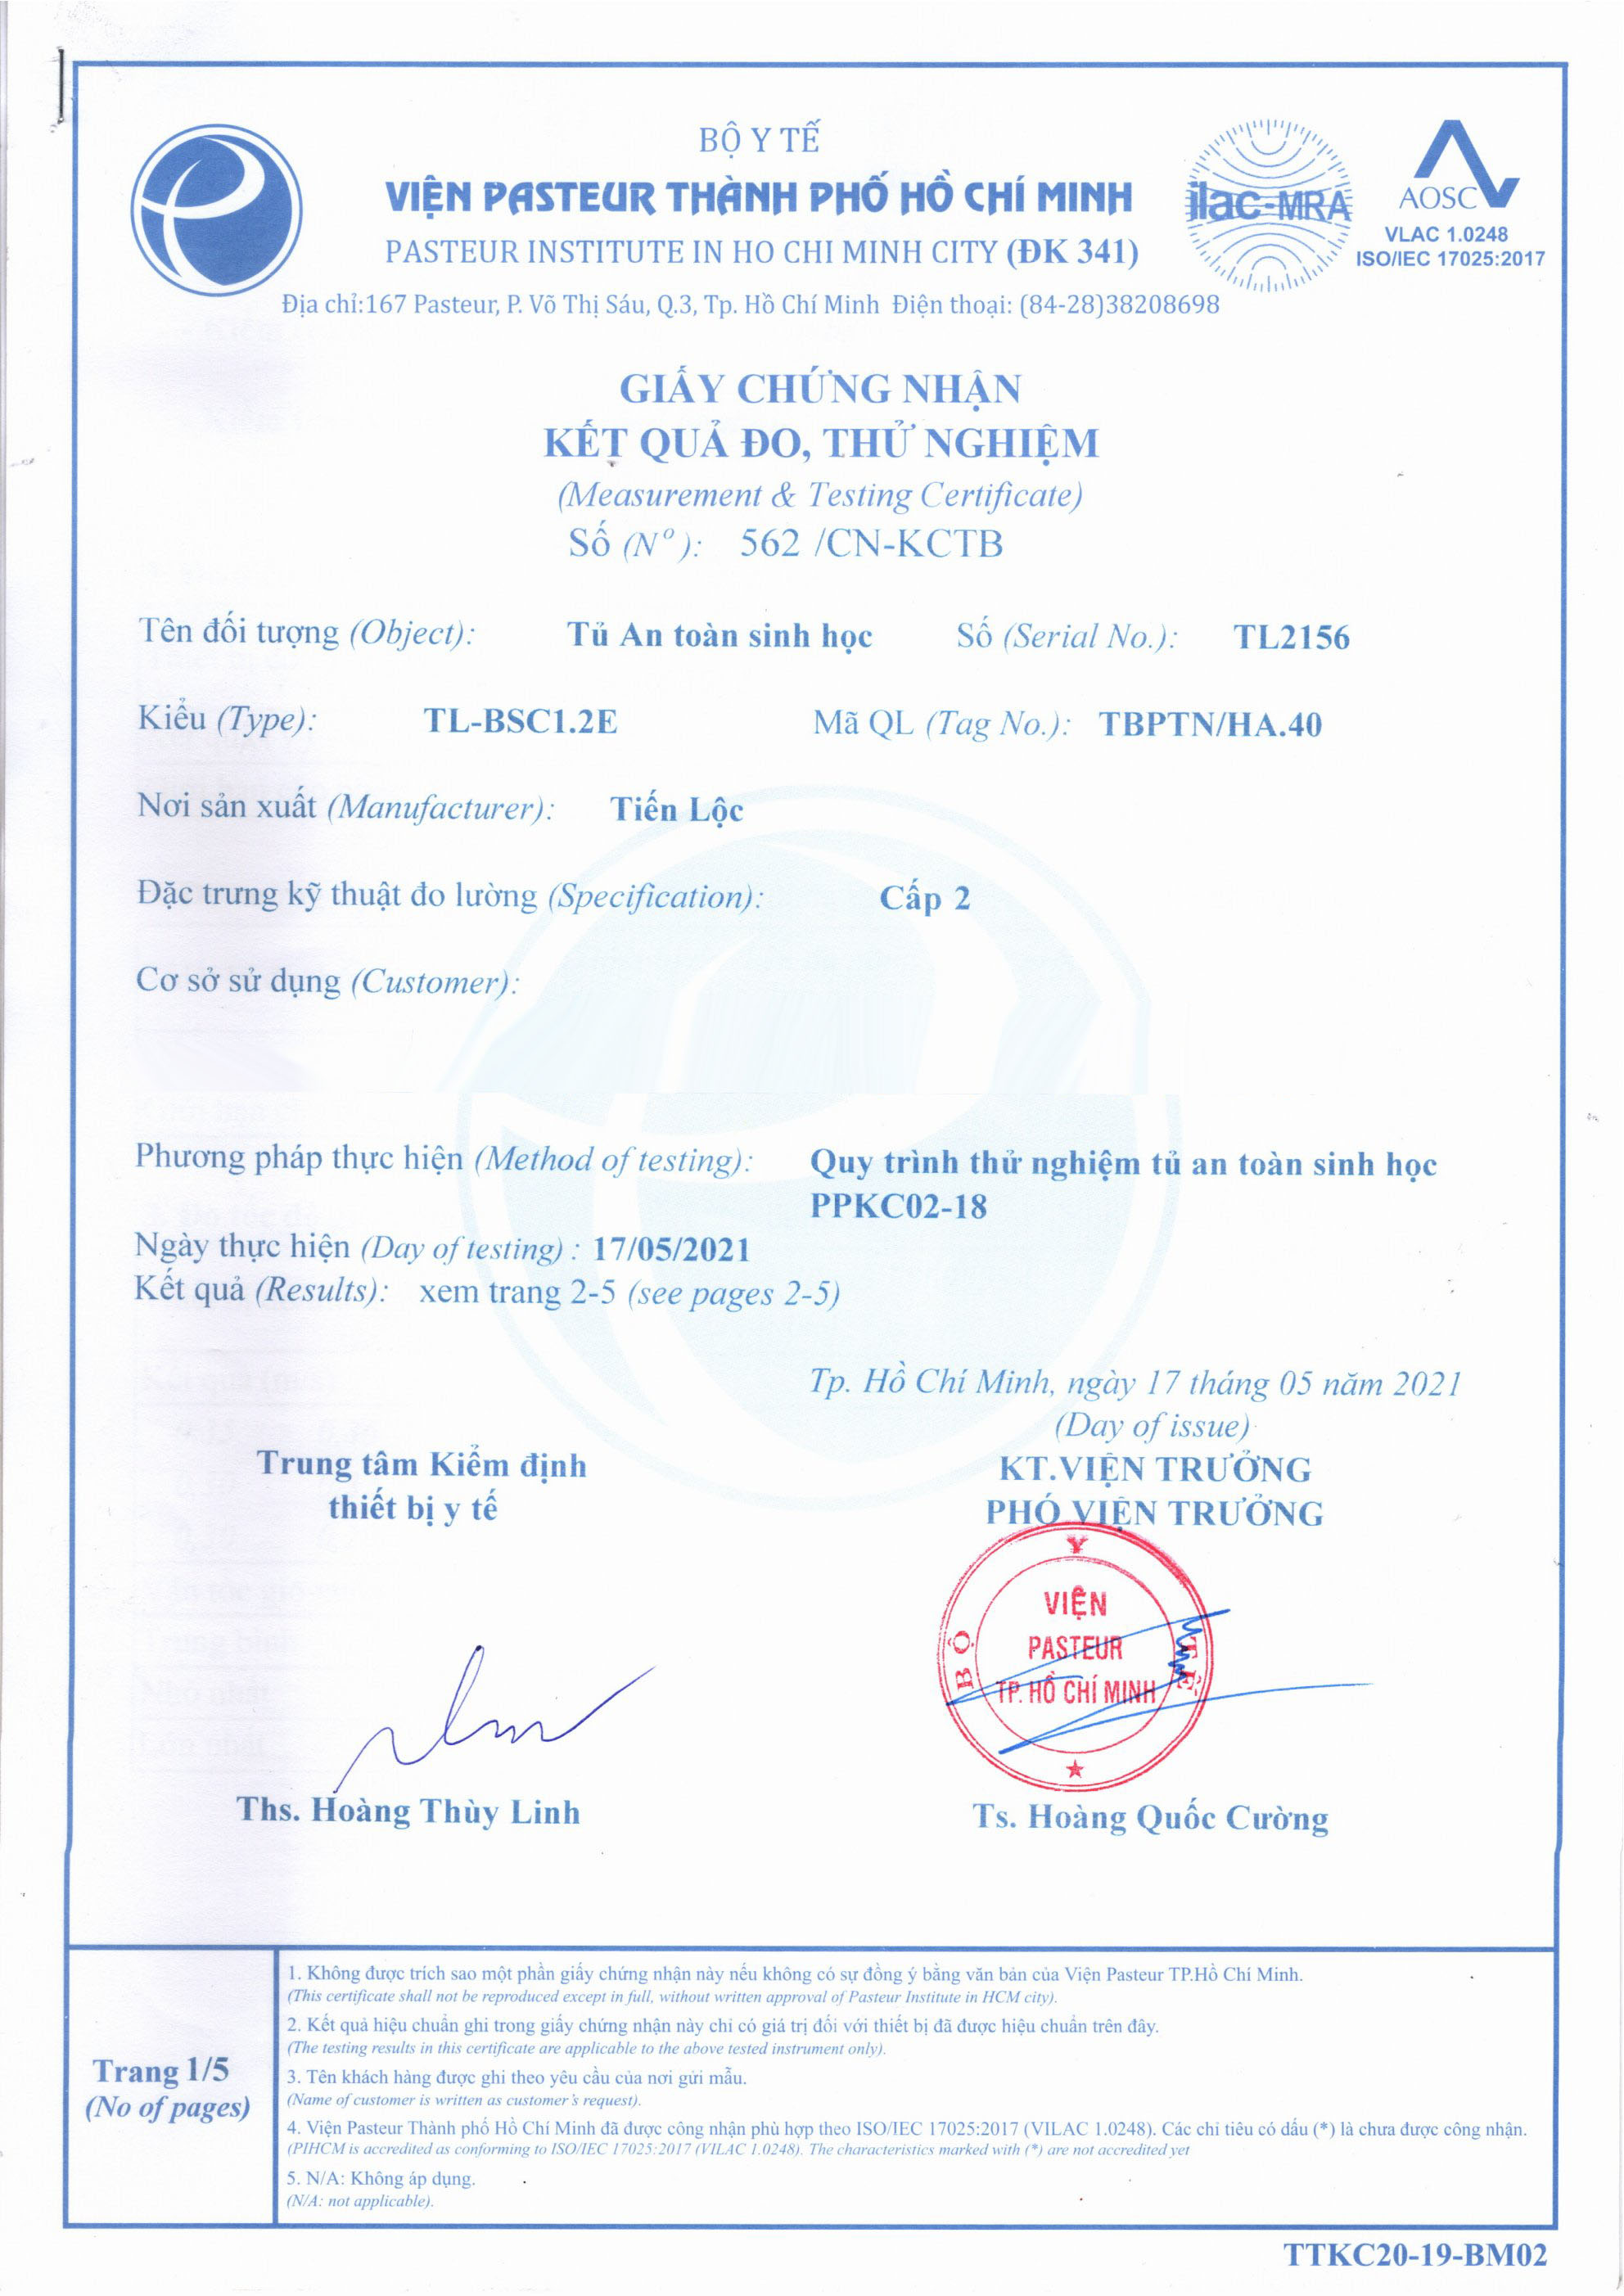 BỘ Y TẾ
VIỆN PASTEUR THÀNH PHỐ HỒ CHÍ MINH
PASTEUR INSTITUTE IN HO CHI MINH CITY (ĐK 341)
Địa chỉ:167 Pasteur, P. Võ Thị Sáu, Q.3, Tp. Hồ Chí Minh Điện thoại: (84-28)38208698
ilac-MRA
AOSC
VLAC 1.0248
ISO/IEC 17025:2017
GIẤY CHỨNG NHẬN
KẾT QUẢ ĐO, THỬ NGHIỆM
(Measurement & Testing Certificate)
Số (Nº): 562 /CN-KCTB
Tên đối tượng (Object): Tủ An toàn sinh học Số (Serial No.): TL2156
Kiểu (Type): TL-BSC1.2E Mã QL (Tag No.): TBPTN/HA.40
Nơi sản xuất (Manufacturer): Tiến Lộc
Đặc trưng kỹ thuật đo lường (Specification): Cấp 2
Cơ sở sử dụng (Customer):
Phương pháp thực hiện (Method of testing): Quy trình thử nghiệm tủ an toàn sinh học
PPKC02-18
Ngày thực hiện (Day of testing) : 17/05/2021
Kết quả (Results): xem trang 2-5 (see pages 2-5)
Tp. Hồ Chí Minh, ngày 17 tháng 05 năm 2021
(Day of issue)
Trung tâm Kiểm định
thiết bị y tế
KT.VIỆN TRƯỞNG
PHÓ VIỆN TRƯỞNG
BỘ Y TẾ
VIỆN
PASTEUR
TP. HỒ CHÍ MINH
Ths. Hoàng Thùy Linh
Ts. Hoàng Quốc Cường
Trang 1/5
(No of pages)
1. Không được trích sao một phần giấy chứng nhận này nếu không có sự đồng ý bằng văn bản của Viện Pasteur TP.Hồ Chí Minh.
(This certificate shall not be reproduced except in full, without written approval of Pasteur Institute in HCM city).
2. Kết quả hiệu chuẩn ghi trong giấy chứng nhận này chỉ có giá trị đối với thiết bị đã được hiệu chuẩn trên đây.
(The testing results in this certificate are applicable to the above tested instrument only).
3. Tên khách hàng được ghi theo yêu cầu của nơi gửi mẫu.
(Name of customer is written as customer's request).
4. Viện Pasteur Thành phố Hồ Chí Minh đã được công nhận phù hợp theo ISO/IEC 17025:2017 (VILAC 1.0248). Các chỉ tiêu có dấu (*) là chưa được công nhận.
(PIHCM is accredited as conforming to ISO/IEC 17025:2017 (VILAC 1.0248). The characteristics marked with (*) are not accredited yet
5. N/A: Không áp dụng.
(N/A: not applicable).
TTKC20-19-BM02